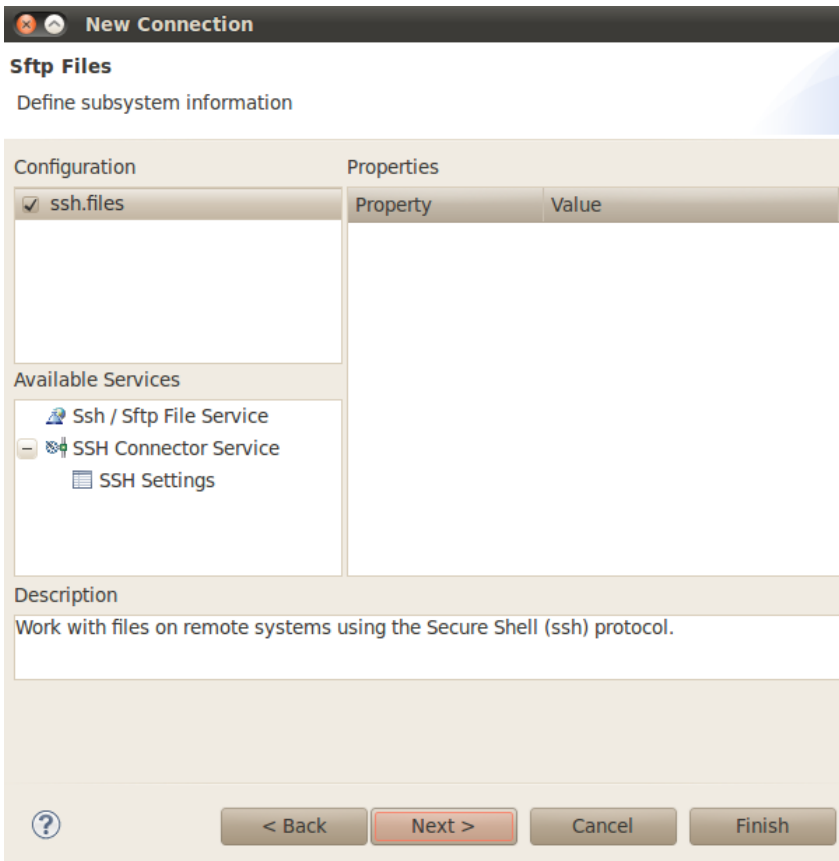 New Connection
Sftp Files
Define subsystem information
Configuration
Properties
ssh.files
Property Value
Available Services
Ssh / Sftp File Service
SSH Connector Service
SSH Settings
Description
Work with files on remote systems using the Secure Shell (ssh) protocol.
? < Back Next > Cancel Finish